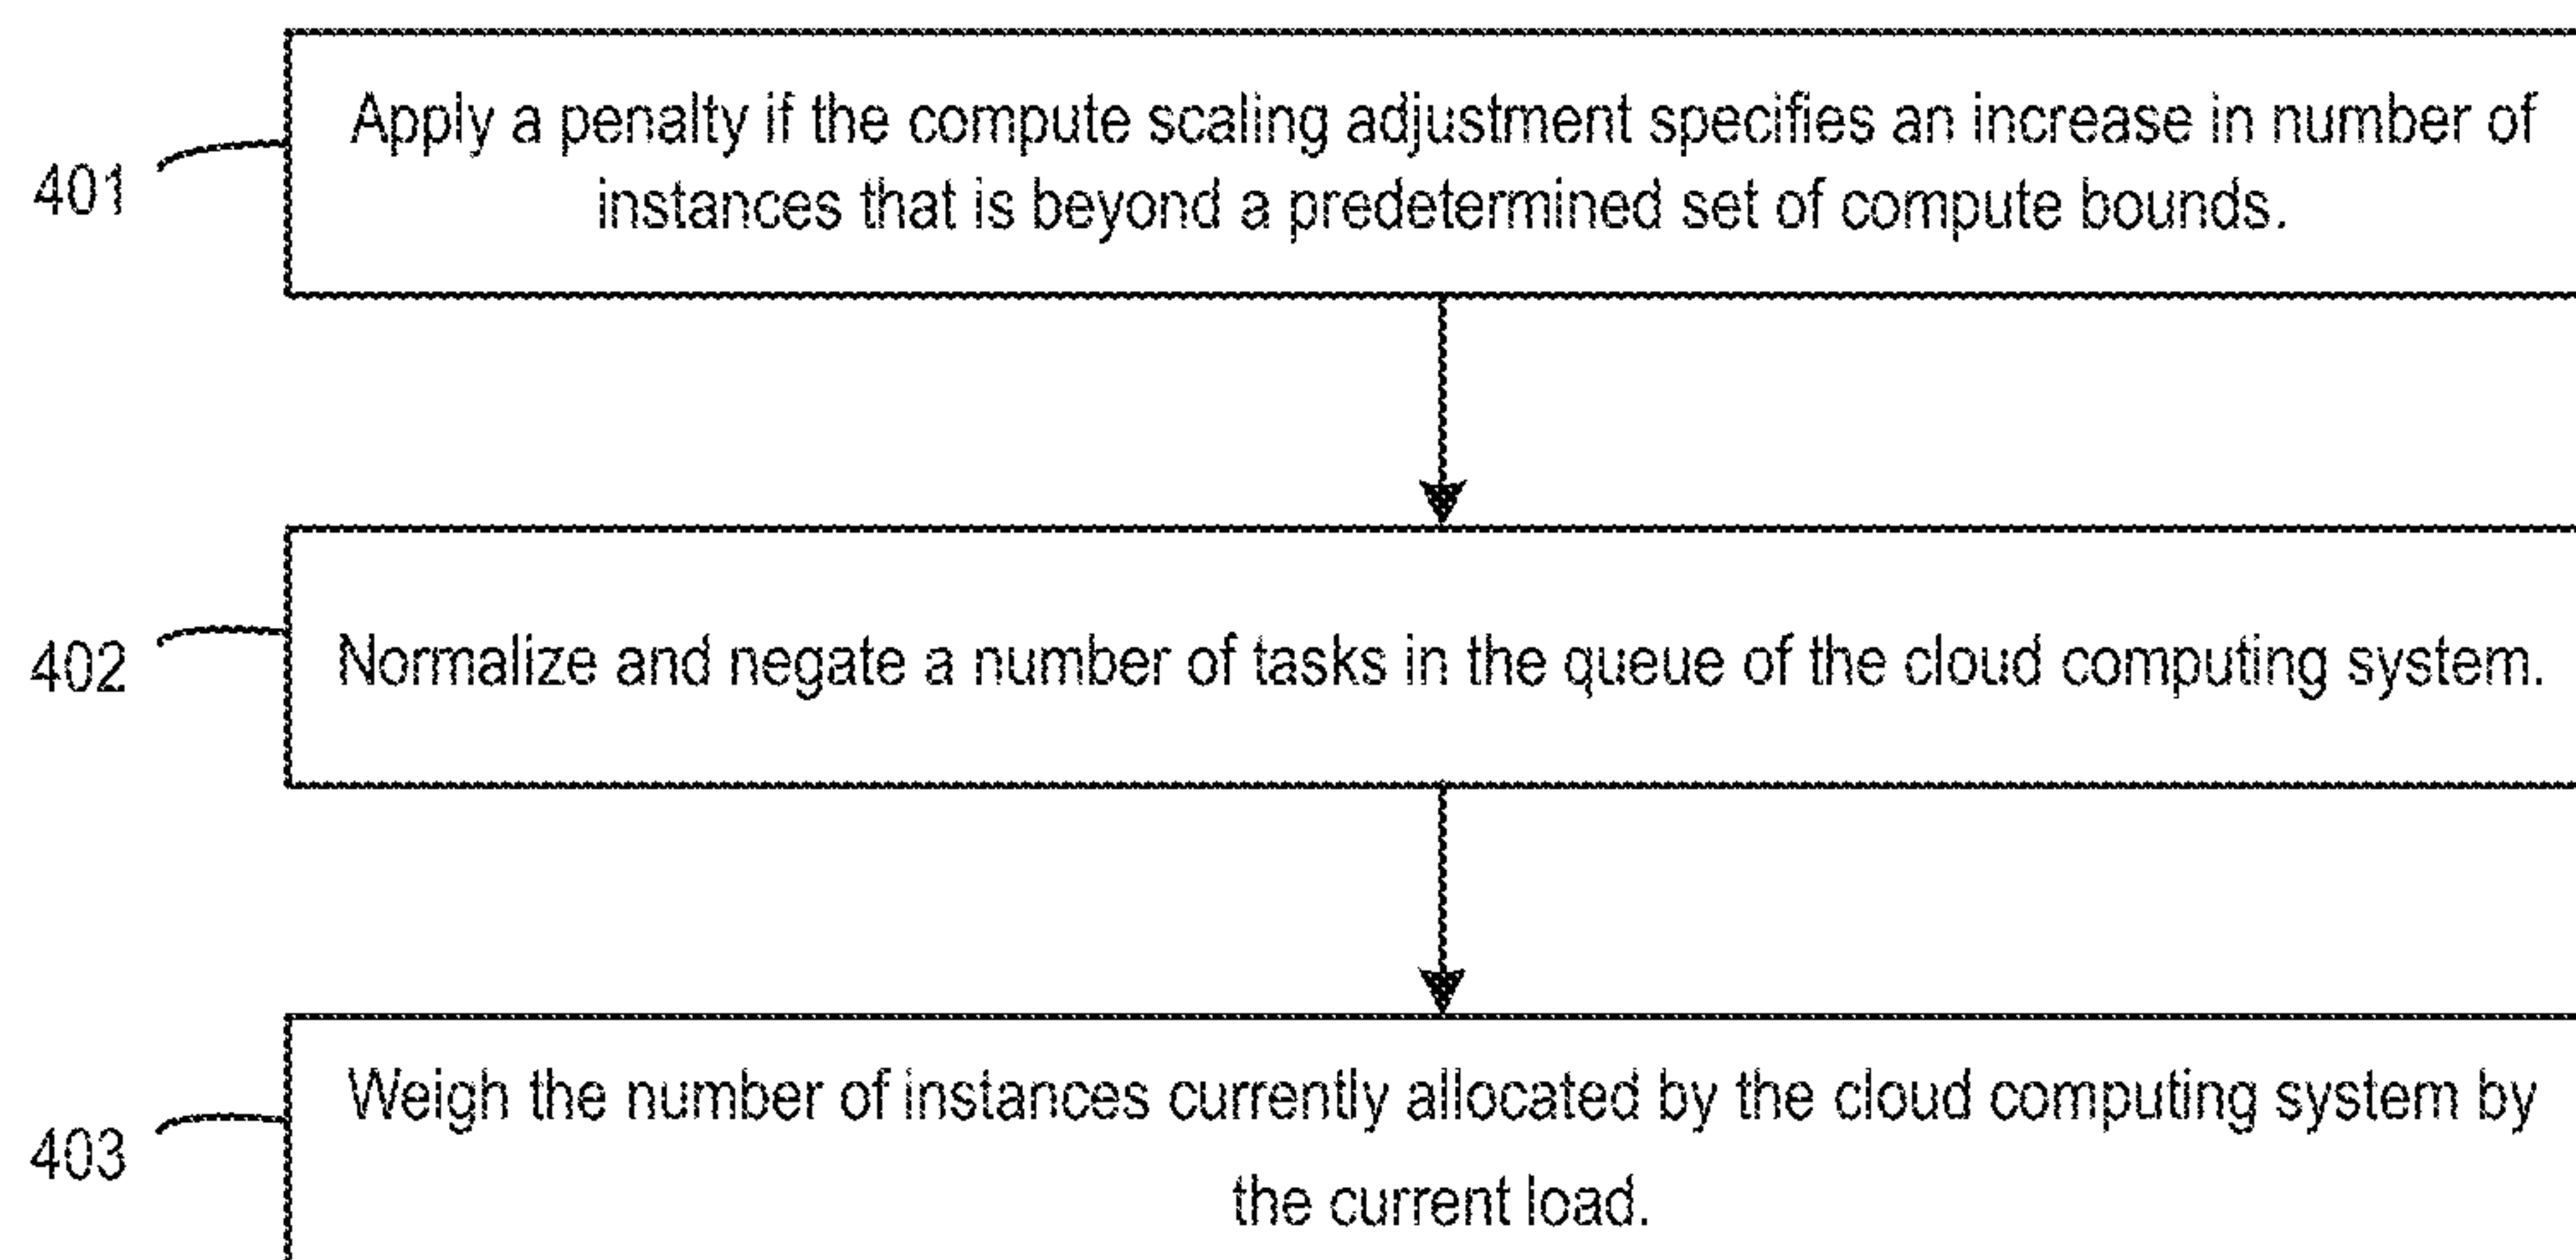 401
Apply a penalty if the compute scaling adjustment specifies an increase in number of
instances that is beyond a predetermined set of compute bounds.
402
Normalize and negate a number of tasks in the queue of the cloud computing system.
403
Weigh the number of instances currently allocated by the cloud computing system by
the current load.